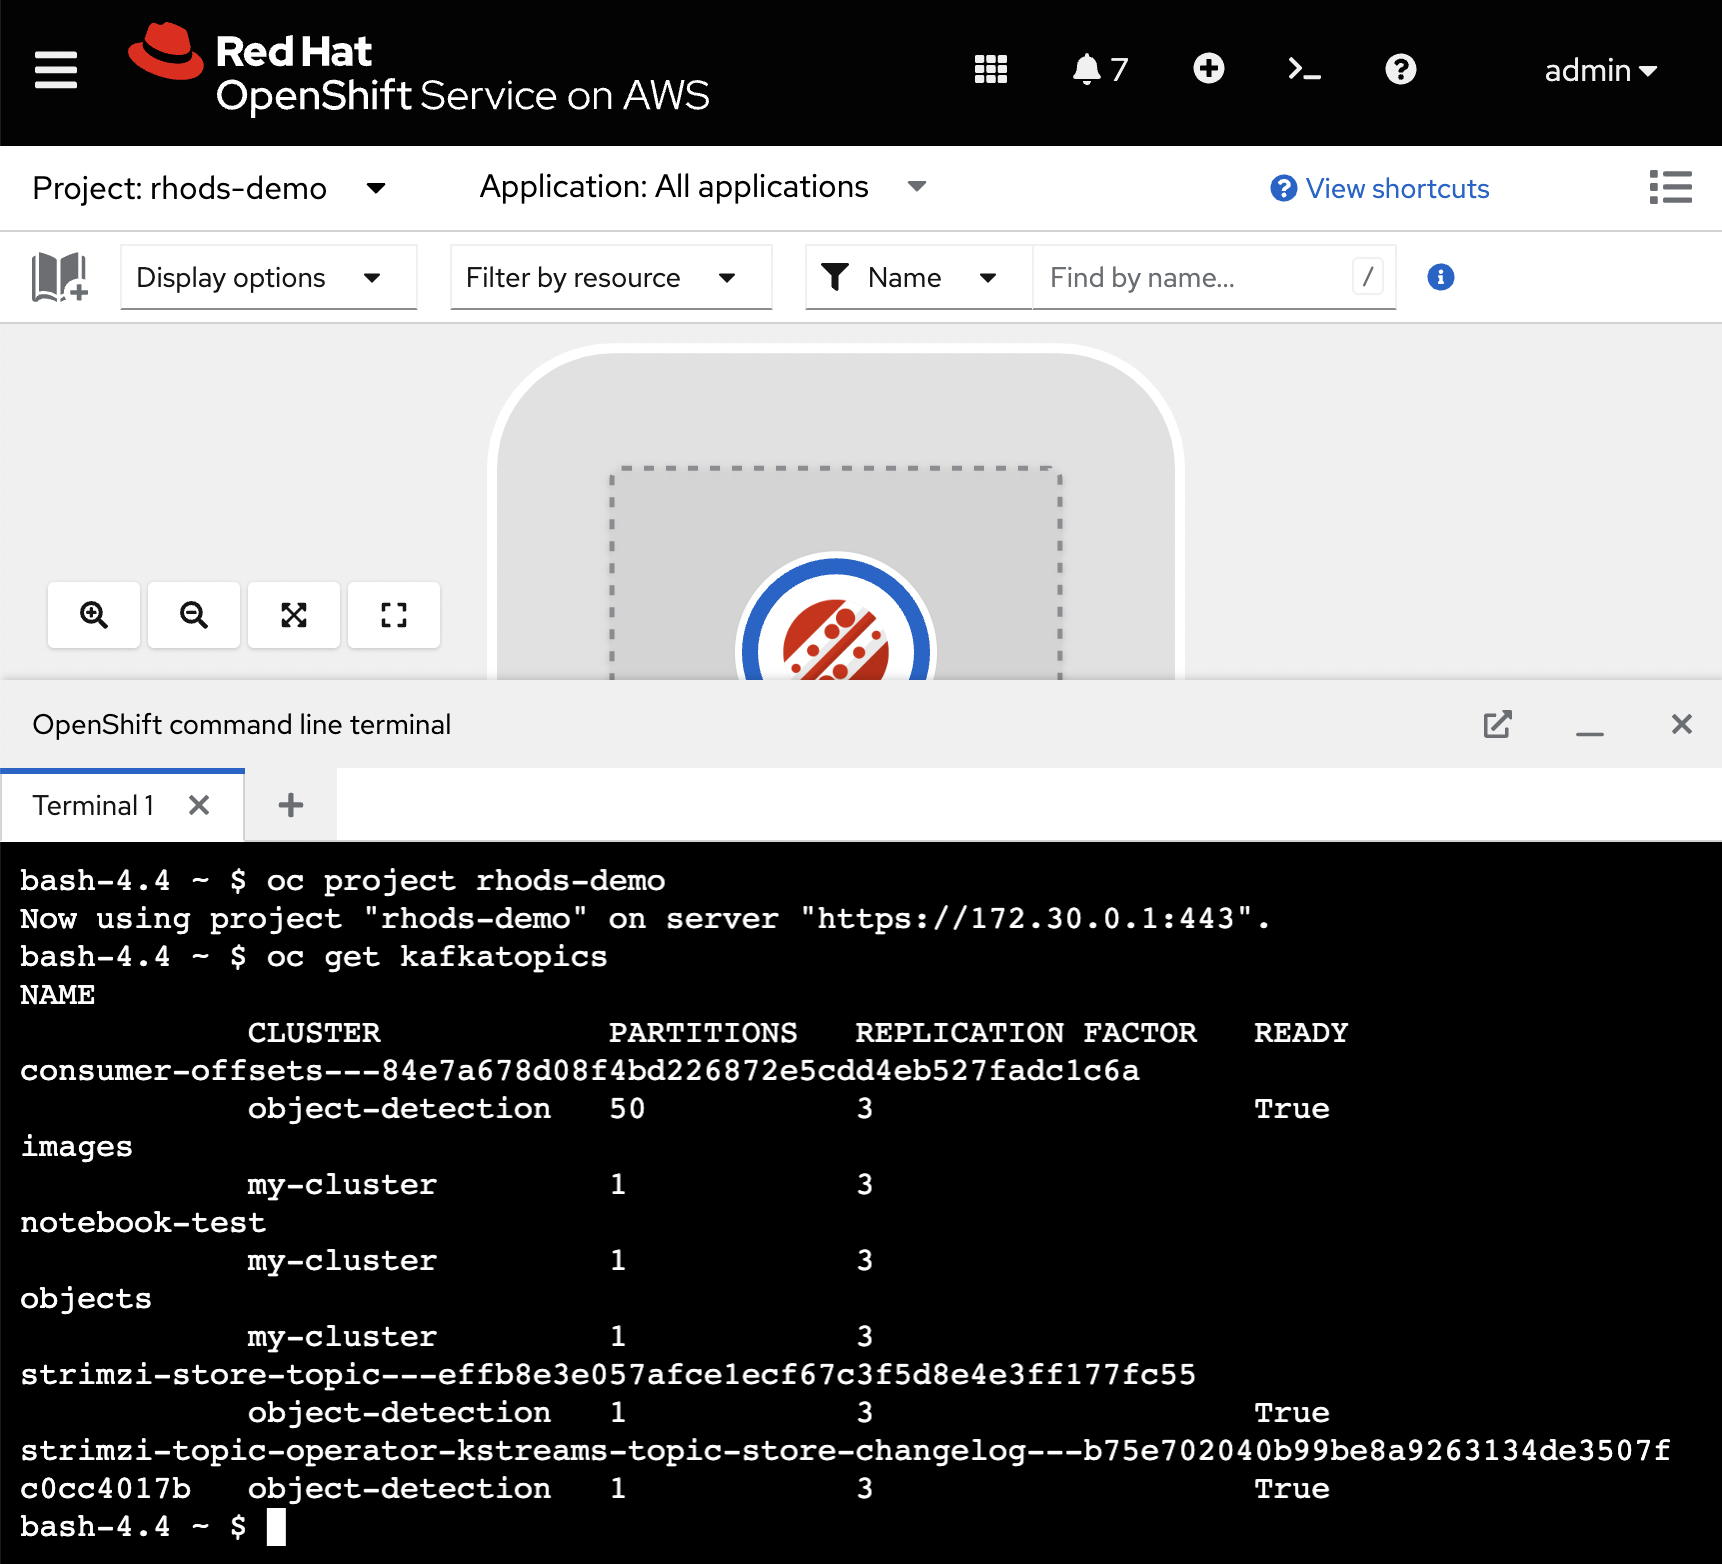 Red Hat
OpenShift Service on AWS
7
admin
Project: rhods-demo
Application: All applications
View shortcuts
Display options
Filter by resource
Name
Find by name...
/
OpenShift command line terminal
Terminal 1
bash-4.4 ~ $ oc project rhods-demo
Now using project "rhods-demo" on server "https://172.30.0.1:443".
bash-4.4 ~ $ oc get kafkatopics
NAME
CLUSTER PARTITIONS REPLICATION FACTOR READY
consumer-offsets---84e7a678d08f4bd226872e5cdd4eb527fadc1c6a
object-detection 50 3 True
images
my-cluster 1 3
notebook-test
my-cluster 1 3
objects
my-cluster 1 3
strimzi-store-topic---effb8e3e057afce1ecf67c3f5d8e4e3ff177fc55
object-detection 1 3 True
strimzi-topic-operator-kstreams-topic-store-changelog---b75e702040b99be8a9263134de3507f
c0cc4017b object-detection 1 3 True
bash-4.4 ~ $